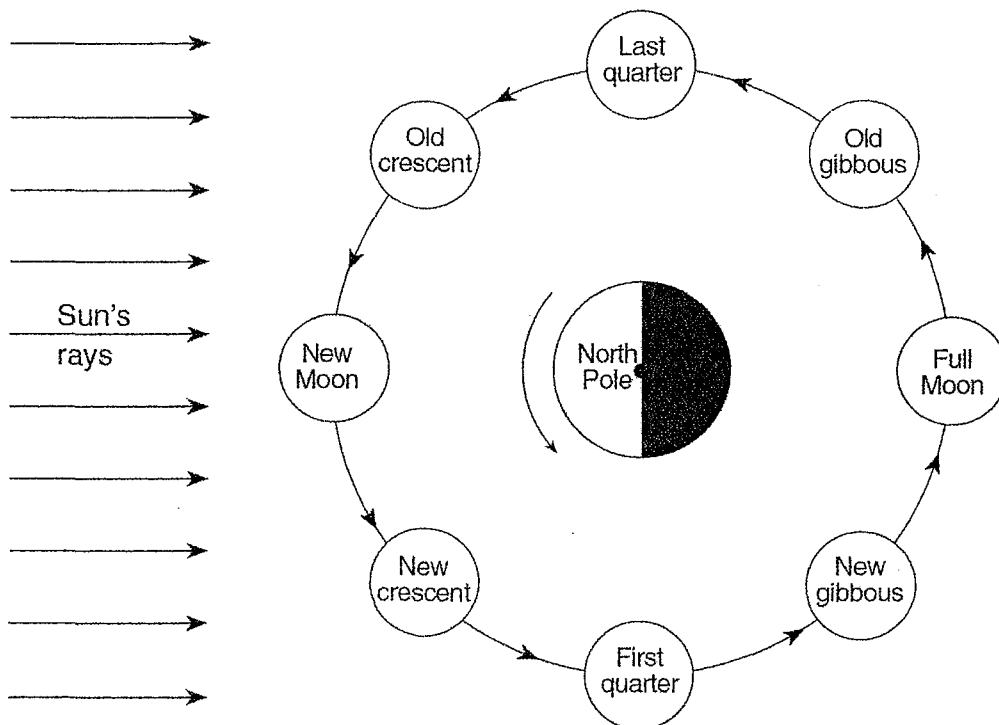 Last
quarter
Old
crescent
Old
gibbous
Sun's
rays
New
Moon
North
Pole
Full
Moon
New
crescent
New
gibbous
First
quarter